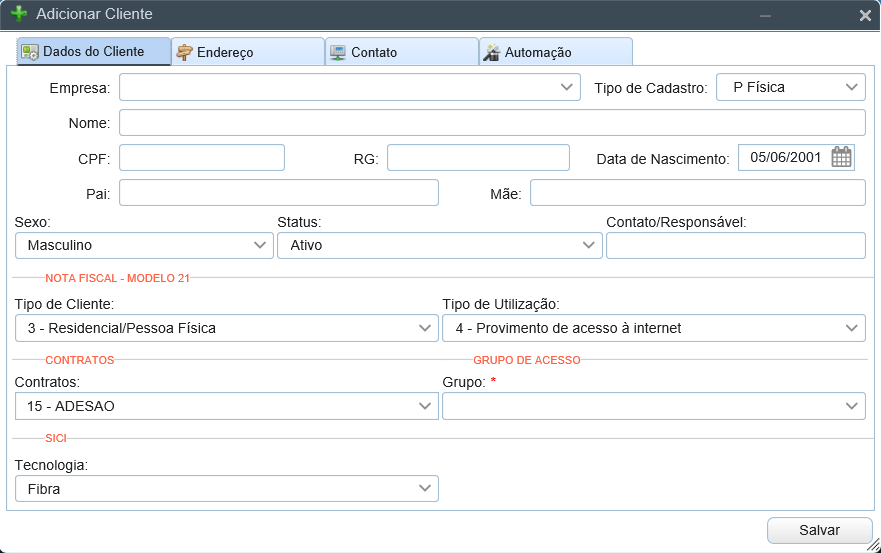 Adicionar Cliente
Dados do Cliente Endereço Contato Automação
Empresa: Tipo de Cadastro: P Física
Nome:
CPF: RG: Data de Nascimento: 05/06/2001
Pai: Mãe:
Sexo: Status: Contato/Responsável:
Masculino Ativo
NOTA FISCAL - MODELO 21
Tipo de Cliente: Tipo de Utilização:
3 - Residencial/Pessoa Física 4 - Provimento de acesso à internet
CONTRATOS GRUPO DE ACESSO
Contratos: Grupo: *
15 - ADESAO
SICI
Tecnologia:
Fibra
Salvar